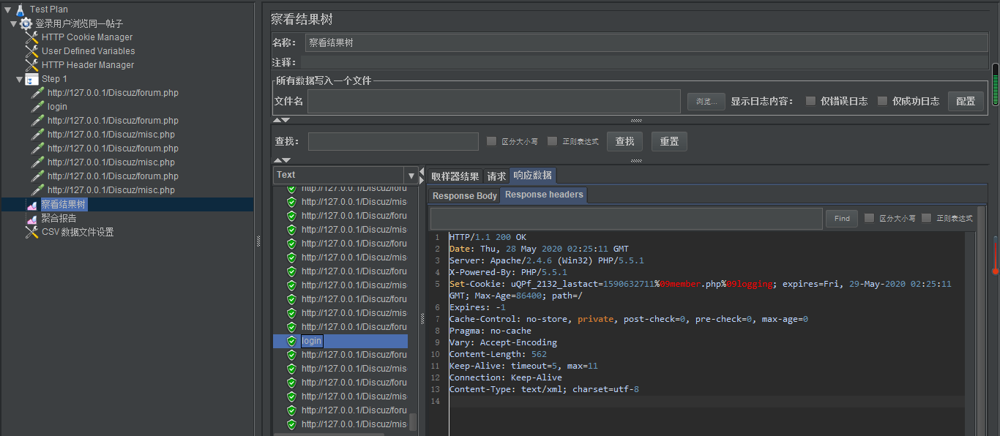 Test Plan
登录用户浏览同一帖子
HTTP Cookie Manager
User Defined Variables
HTTP Header Manager
Step 1
http://127.0.0.1/Discuz/forum.php
login
http://127.0.0.1/Discuz/forum.php
http://127.0.0.1/Discuz/misc.php
http://127.0.0.1/Discuz/forum.php
http://127.0.0.1/Discuz/misc.php
http://127.0.0.1/Discuz/forum.php
http://127.0.0.1/Discuz/misc.php
察看结果树
聚合报告
CSV 数据文件设置
察看结果树
名称： 察看结果树
注释：
所有数据写入一个文件
文件名 浏览... 显示日志内容： 仅错误日志 仅成功日志 配置
查找： 区分大小写 正则表达式 查找 重置
Text
http://127.0.0.1/Discuz/foru
http://127.0.0.1/Discuz/mis
http://127.0.0.1/Discuz/foru
http://127.0.0.1/Discuz/mis
http://127.0.0.1/Discuz/foru
http://127.0.0.1/Discuz/mis
http://127.0.0.1/Discuz/foru
http://127.0.0.1/Discuz/mis
http://127.0.0.1/Discuz/foru
http://127.0.0.1/Discuz/mis
http://127.0.0.1/Discuz/foru
login
http://127.0.0.1/Discuz/foru
http://127.0.0.1/Discuz/mis
http://127.0.0.1/Discuz/foru
http://127.0.0.1/Discuz/mis
http://127.0.0.1/Discuz/foru
http://127.0.0.1/Discuz/mis
取样器结果 请求 响应数据
Response Body Response headers
Find 区分大小写 正则表达式
1 HTTP/1.1 200 OK
2 Date: Thu, 28 May 2020 02:25:11 GMT
3 Server: Apache/2.4.6 (Win32) PHP/5.5.1
4 X-Powered-By: PHP/5.5.1
5 Set-Cookie: uQPf_2132_lastact=1590632711%09member.php%09logging; expires=Fri, 29-May-2020 02:25:11
GMT; Max-Age=86400; path=/
6 Expires: -1
7 Cache-Control: no-store, private, post-check=0, pre-check=0, max-age=0
8 Pragma: no-cache
9 Vary: Accept-Encoding
10 Content-Length: 562
11 Keep-Alive: timeout=5, max=11
12 Connection: Keep-Alive
13 Content-Type: text/xml; charset=utf-8
14